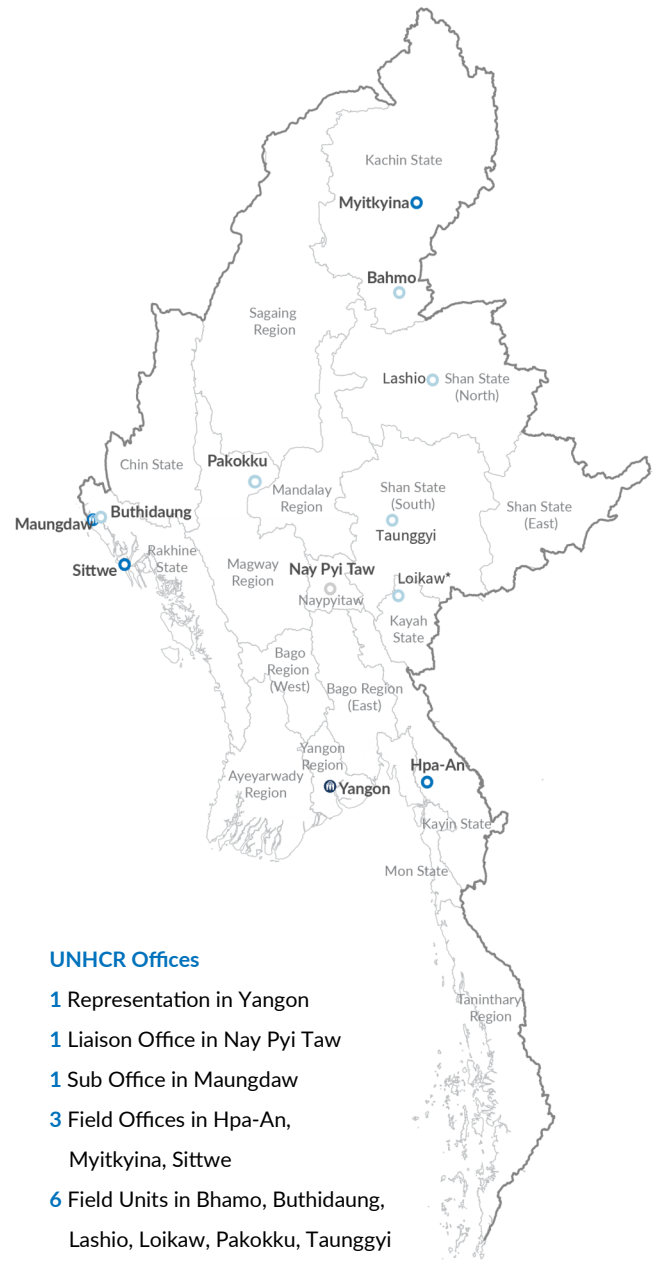 Kachin State
Myitkyina
Bahmo
Sagaing
Region
Lashio
Shan State
(North)
Chin State
Pakokku
Mandalay
Region
Shan State
(South)
Shan State
(East)
Maungdaw
Buthidaung
Taunggyi
Rakhine
State
Sittwe
Magway
Region
Nay Pyi Taw
Naypyitaw
Loikaw*
Kayah
State
Bago
Region
(West)
Bago Region
(East)
Yangon
Region
Ayeyarwady
Region
Yangon
Hpa-An
Kayin State
Mon State
Taninthary
Region
UNHCR Offices
1 Representation in Yangon
1 Liaison Office in Nay Pyi Taw
1 Sub Office in Maungdaw
3 Field Offices in Hpa-An,
Myitkyina, Sittwe
6 Field Units in Bhamo, Buthidaung,
Lashio, Loikaw, Pakokku, Taunggyi